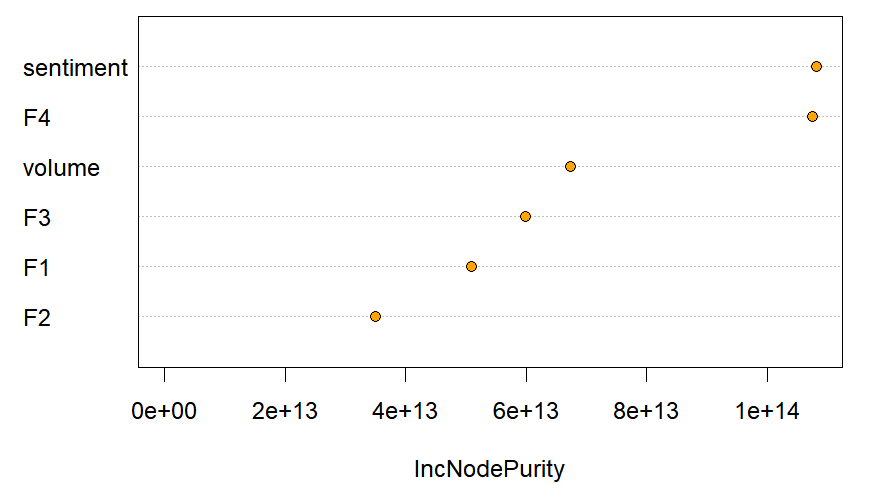 sentiment
F4
volume
F3
F1
F2
0e+00 2e+13 4e+13 6e+13 8e+13 1e+14
IncNodePurity